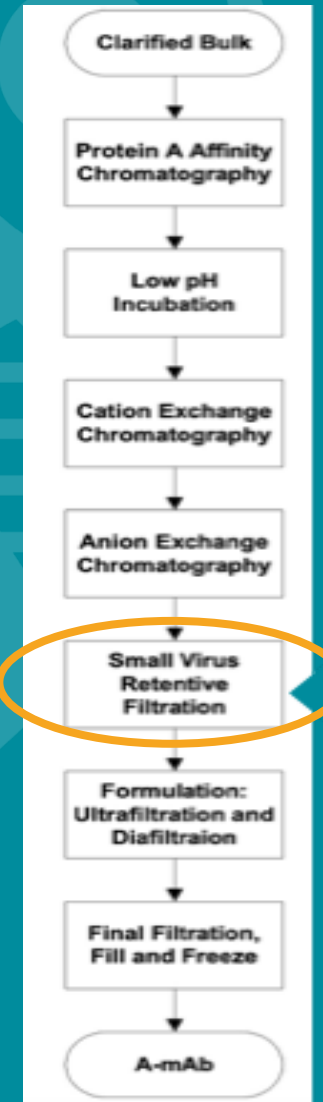 Clarified Bulk
Protein A Affinity
Chromatography
Low pH
Incubation
Cation Exchange
Chromatography
Anion Exchange
Chromatography
Small Virus
Retentive
Filtration
Formulation:
Ultrafiltration and
Diafiltraion
Final Filtration,
Fill and Freeze
A-mAb